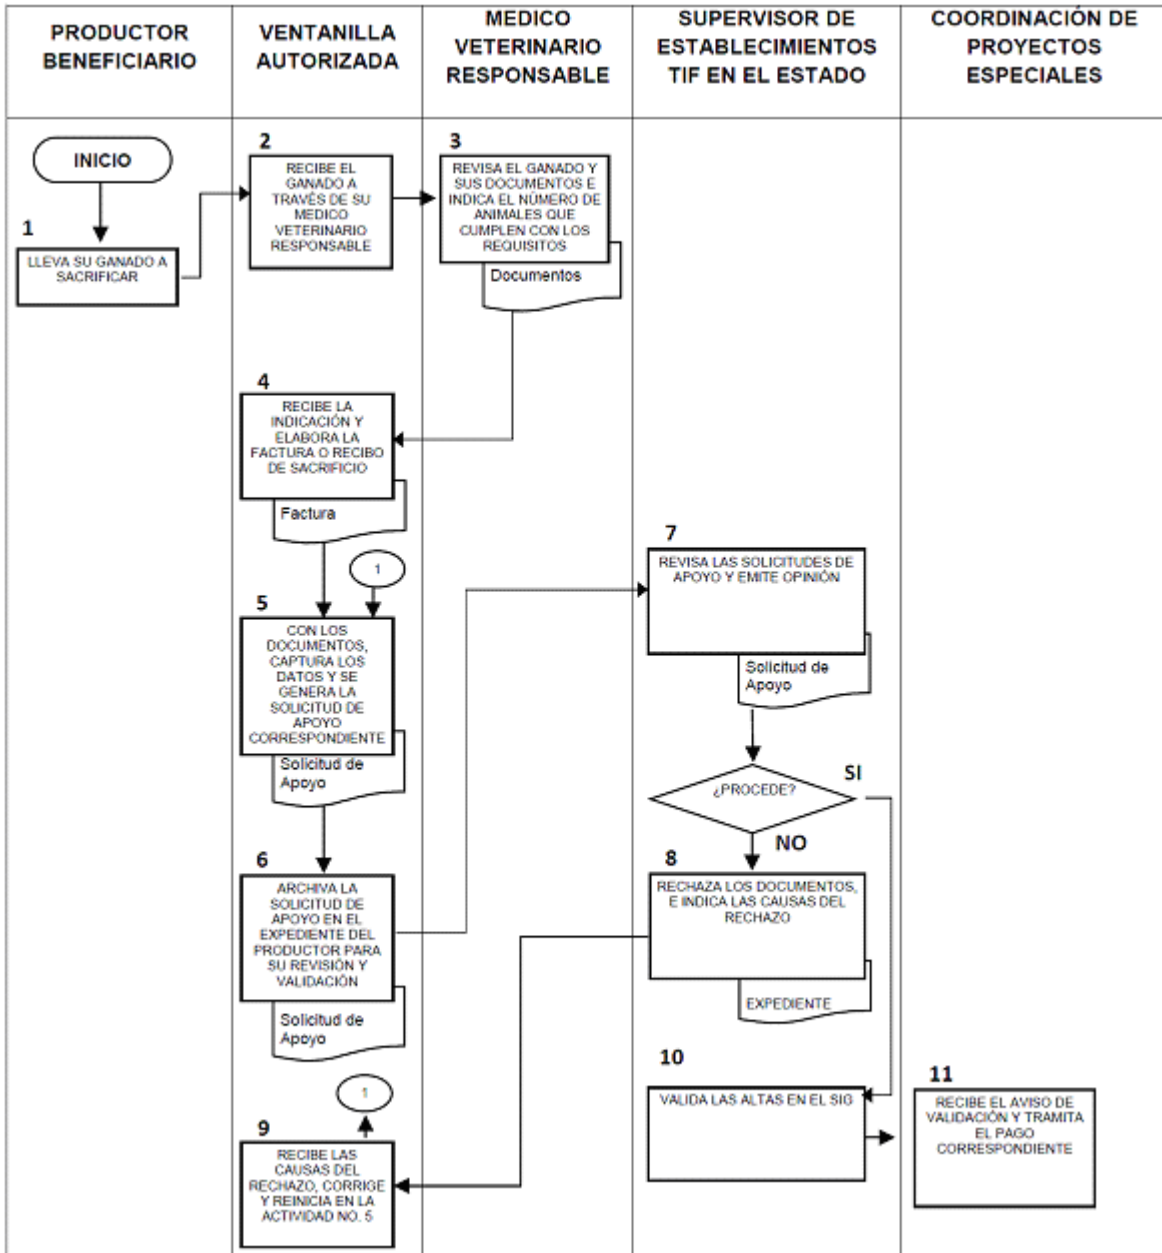 PRODUCTOR
BENEFICIARIO
VENTANILLA
AUTORIZADA
MEDICO
VETERINARIO
RESPONSABLE
SUPERVISOR DE
ESTABLECIMIENTOS
TIF EN EL ESTADO
COORDINACIÓN DE
PROYECTOS
ESPECIALES
INICIO
1
LLEVA SU GANADO A
SACRIFICAR
2
RECIBE EL
GANADO A
TRAVÉS DE SU
MEDICO
VETERINARIO
RESPONSABLE
3
REVISA EL GANADO Y
SUS DOCUMENTOS E
INDICA EL NÚMERO DE
ANIMALES QUE
CUMPLEN CON LOS
REQUISITOS
Documentos
4
RECIBE LA
INDICACIÓN Y
ELABORA LA
FACTURA O RECIBO
DE SACRIFICIO
Factura
1
5
CON LOS
DOCUMENTOS,
CAPTURA LOS
DATOS Y SE
GENERA LA
SOLICITUD DE
APOYO
CORRESPONDIENTE
Solicitud de
Apoyo
6
ARCHIVA LA
SOLICITUD DE
APOYO EN EL
EXPEDIENTE DEL
PRODUCTOR PARA
SU REVISIÓN Y
VALIDACIÓN
Solicitud de
Apoyo
7
REVISA LAS SOLICITUDES DE
APOYO Y EMITE OPINIÓN
Solicitud de
Apoyo
¿PROCEDE?
SI
NO
8
RECHAZA LOS DOCUMENTOS,
E INDICA LAS CAUSAS DEL
RECHAZO
EXPEDIENTE
1
9
RECIBE LAS
CAUSAS DEL
RECHAZO, CORRIGE
Y REINICIA EN LA
ACTIVIDAD NO. 5
10
VALIDA LAS ALTAS EN EL SIG
11
RECIBE EL AVISO DE
VALIDACIÓN Y TRAMITA
EL PAGO
CORRESPONDIENTE